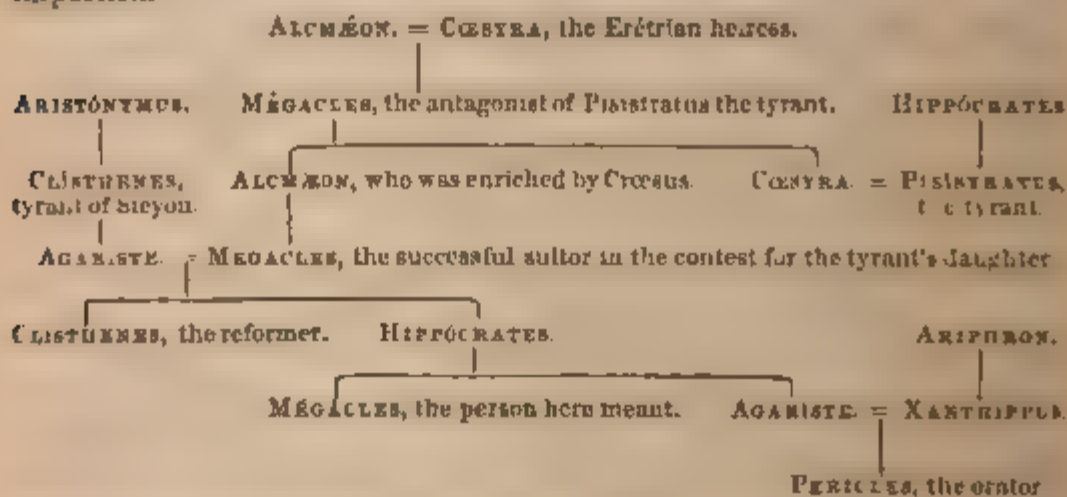 ALCMÆON. = CŒSYRA, the Erétrian heiress.
ARISTÓNYMUS. MÉGACLES, the antagonist of Pisistratus the tyrant. HIPPÓCRATES
CLÍSTHENES, ALCMÆON, who was enriched by Crœsus. CŒSYRA. = PISISTRATUS,
tyrant of Sicyon. the tyrant.
AGARISTE. = MEGACLES, the successful suitor in the contest for the tyrant's daughter
CLISTHENES, the reformer. HIPPÓCRATES. ARIPHRON.
MÉGACLES, the person here meant. AGARISTE. = XANTHIPPUS.
PERICLES, the orator